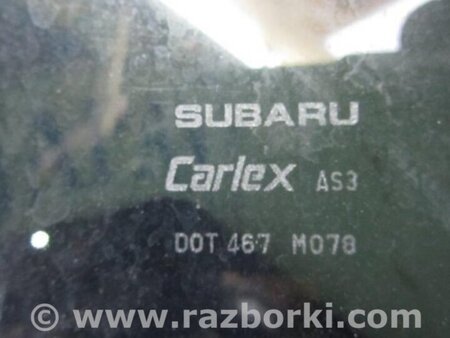 SUBARU
Carlex AS3
DOT 467 M078
© www.razborki.com